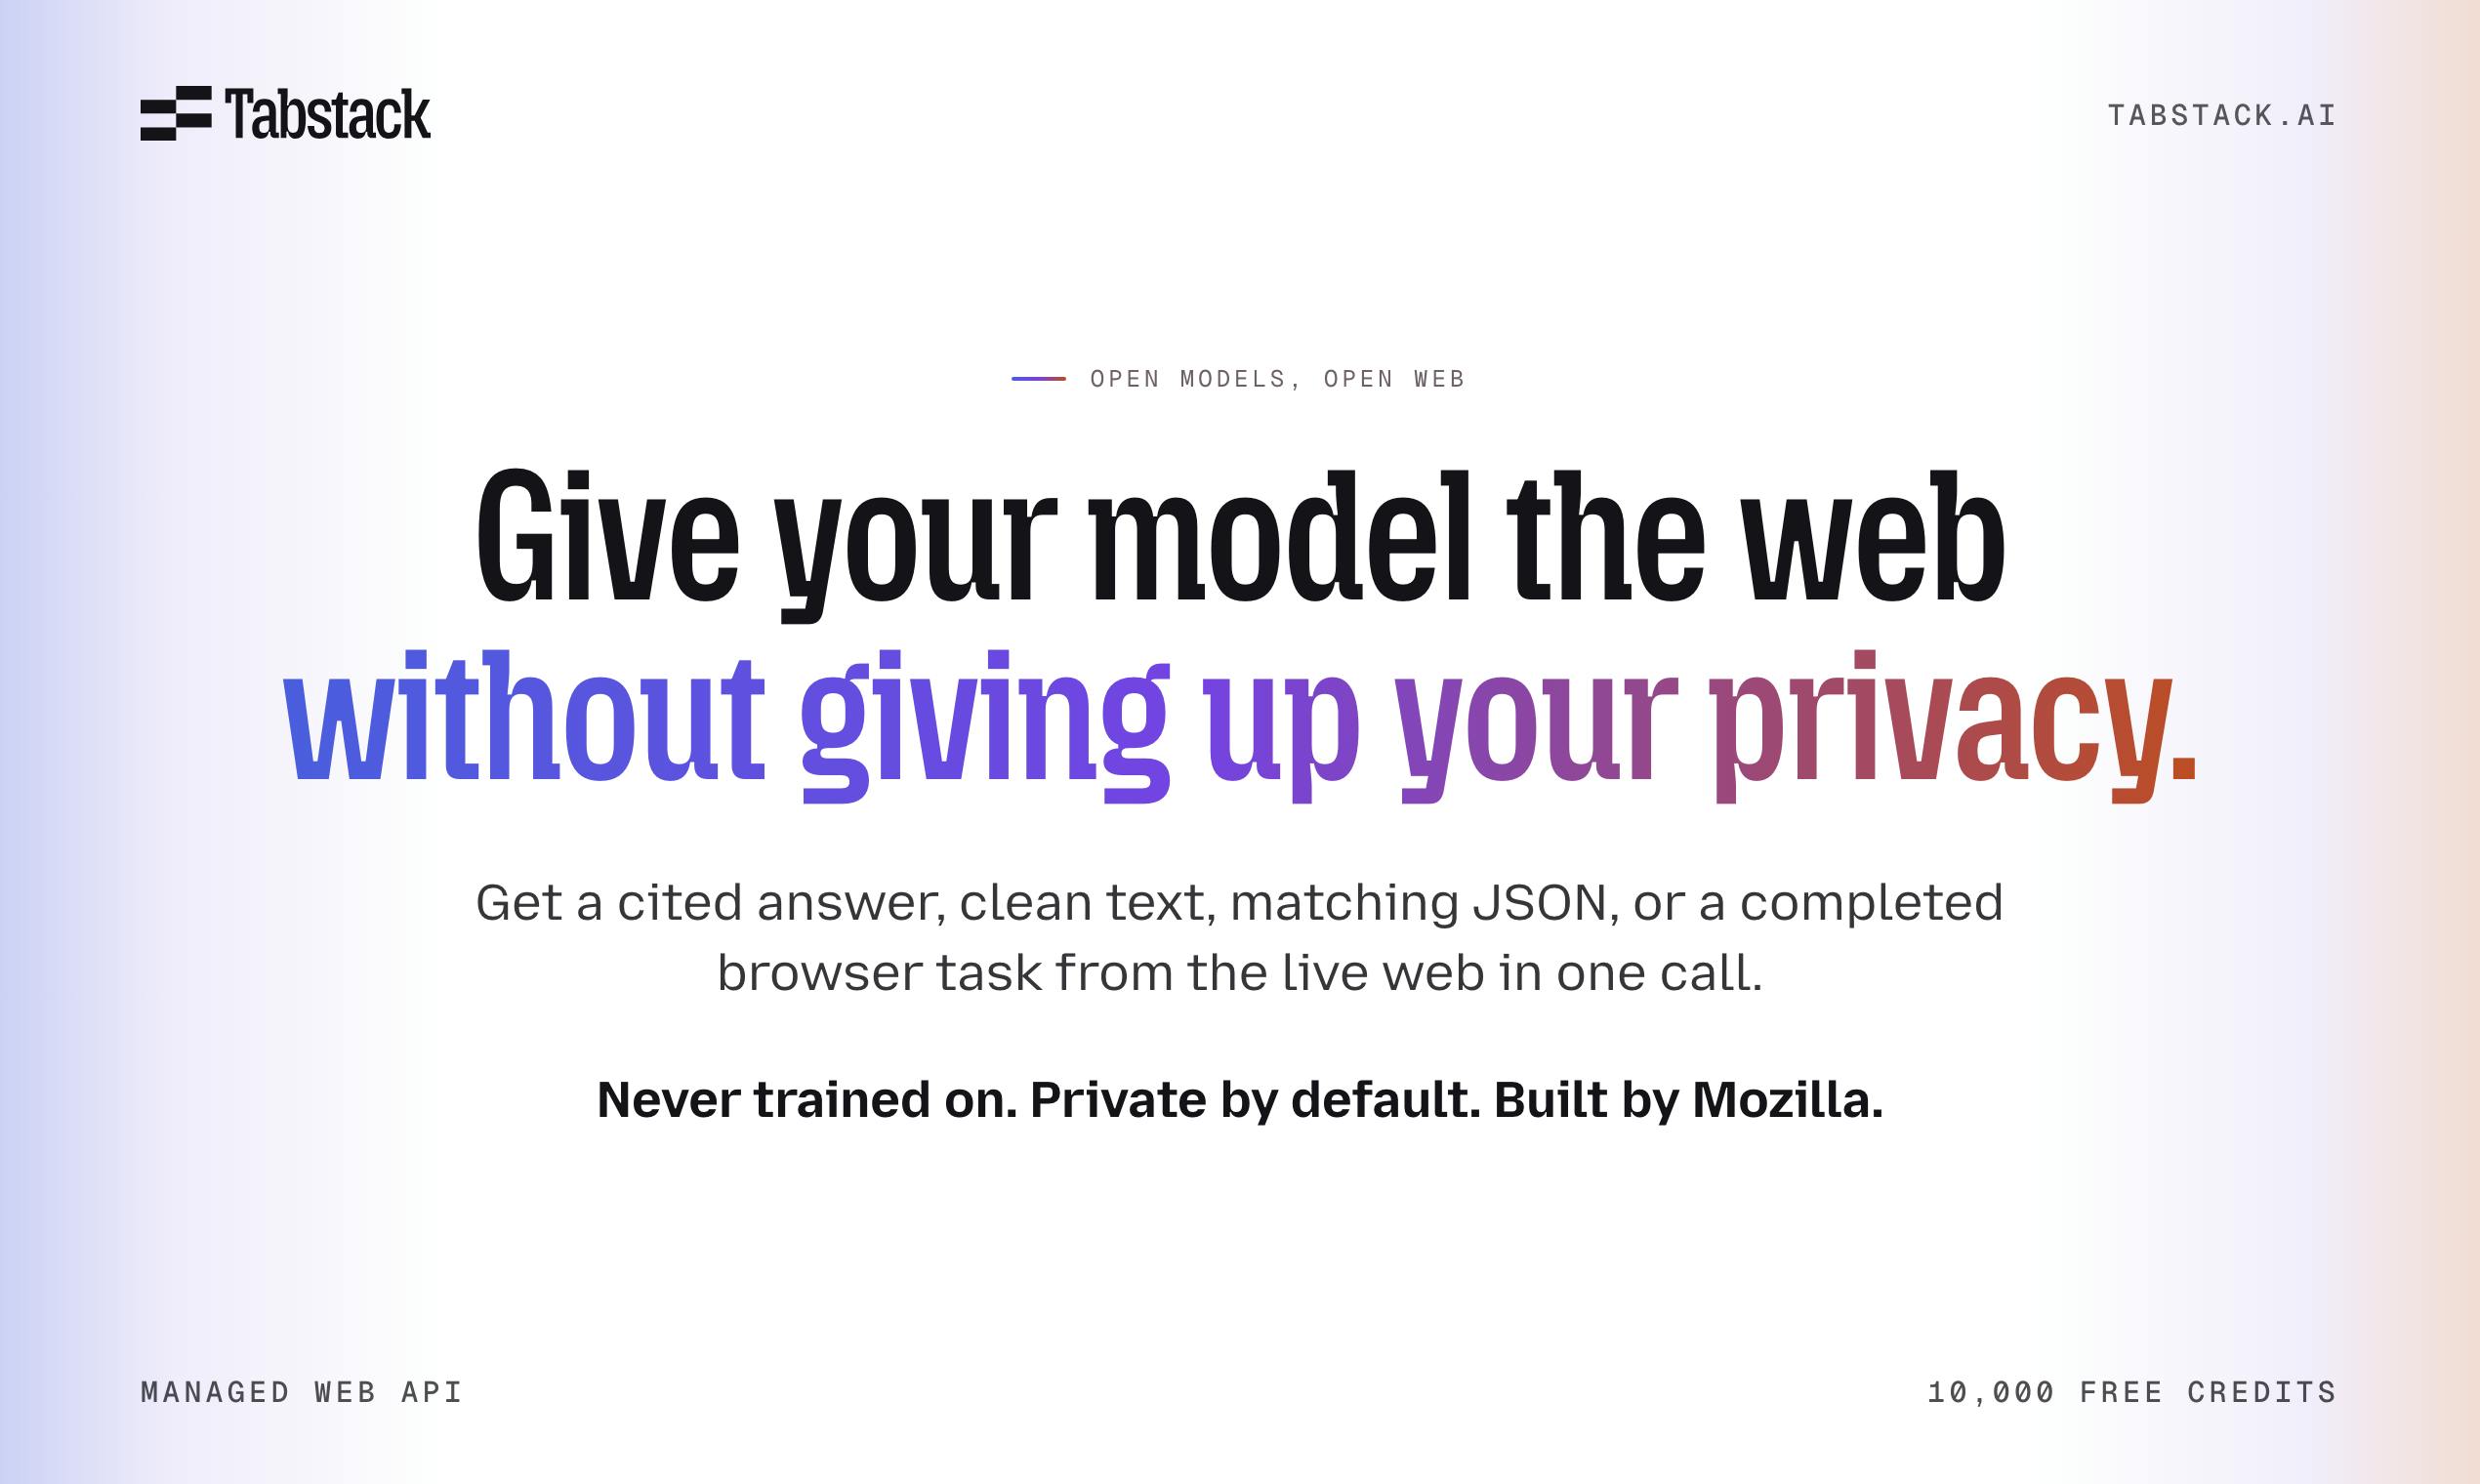 Tabstack
TABSTACK.AI
OPEN MODELS, OPEN WEB
Give your model the web
without giving up your privacy.
Get a cited answer, clean text, matching JSON, or a completed
browser task from the live web in one call.
Never trained on. Private by default. Built by Mozilla.
MANAGED WEB API
10,000 FREE CREDITS